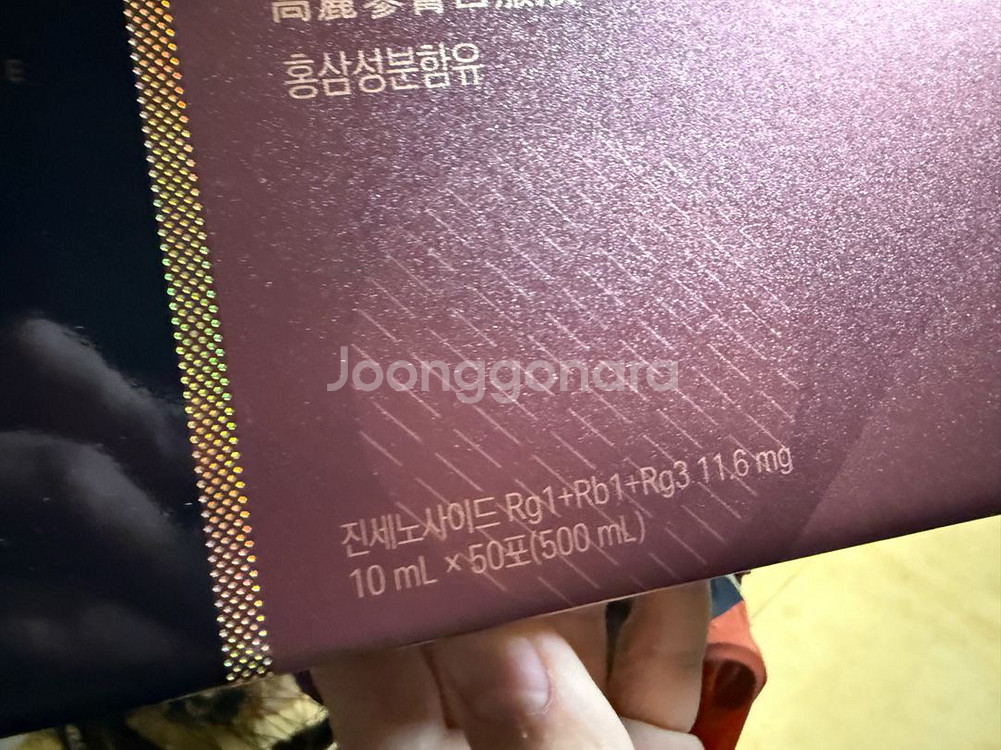 E
홍삼성분함유
Joonggonara
진세노사이드 Rg1+Rb1+Rg3 11.6 mg
10 mL × 50포(500 mL)